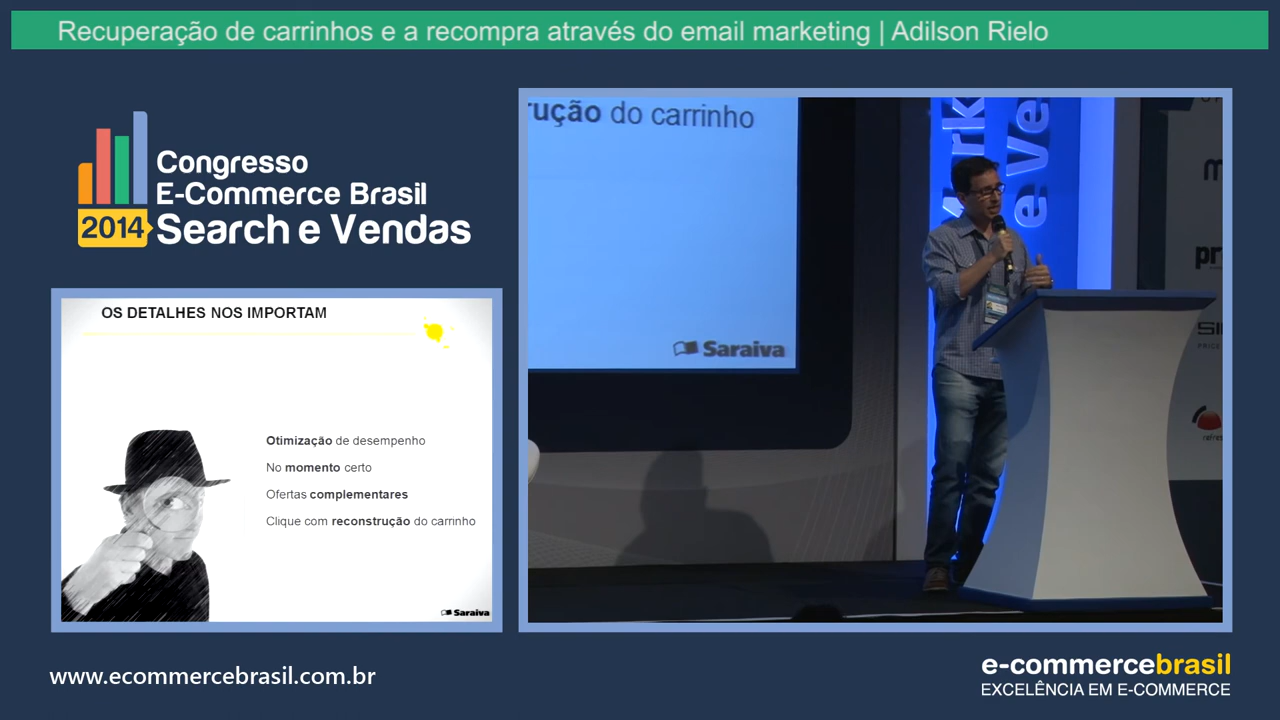 Recuperação de carrinhos e a recompra através do email marketing | Adilson Rielo
Congresso
E-Commerce Brasil
2014 Search e Vendas
OS DETALHES NOS IMPORTAM
Otimização de desempenho
No momento certo
Ofertas complementares
Clique com reconstrução do carrinho
Saraiva
rução do carrinho
Saraiva
e Ve
pr
www.ecommercebrasil.com.br
e-commercebrasil
EXCELÊNCIA EM E-COMMERCE